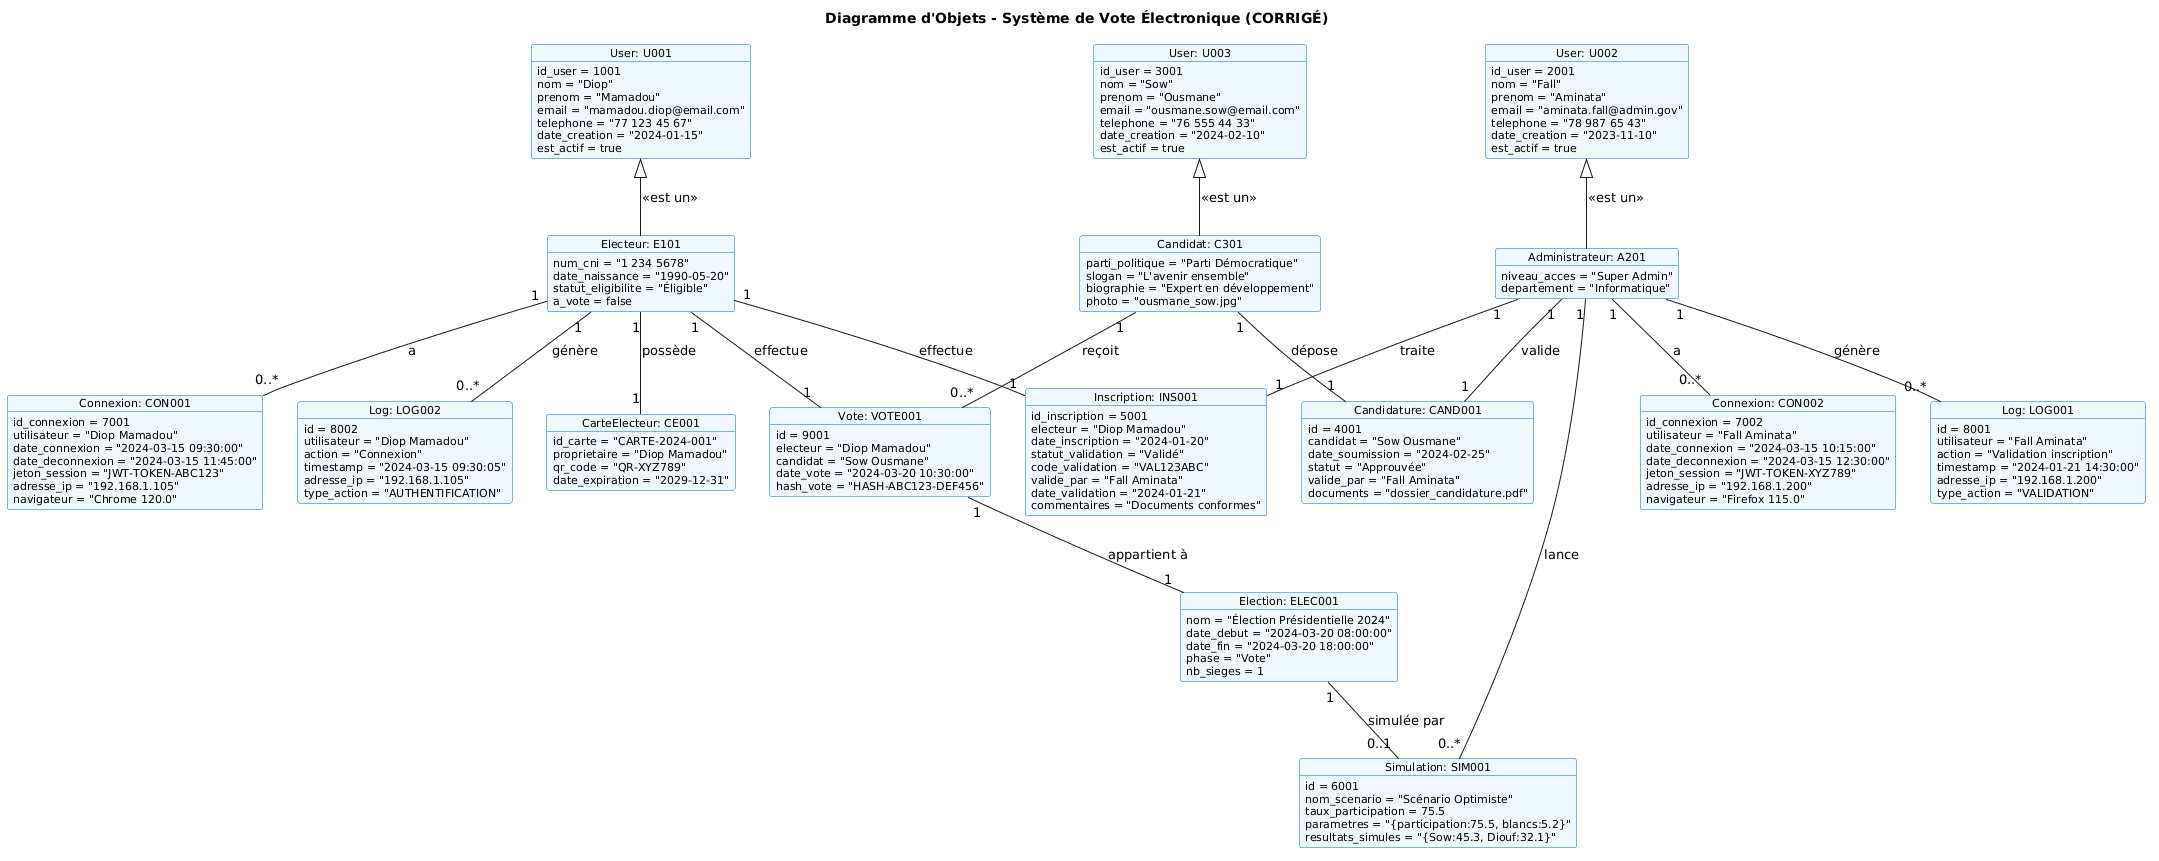 Diagramme d'Objets - Système de Vote Électronique (CORRIGÉ)
User: U001
id_user = 1001
nom = "Diop"
prenom = "Mamadou"
email = "mamadou.diop@email.com"
telephone = "77 123 45 67"
date_creation = "2024-01-15"
est_actif = true
User: U003
id_user = 3001
nom = "Sow"
prenom = "Ousmane"
email = "ousmane.sow@email.com"
telephone = "76 555 44 33"
date_creation = "2024-02-10"
est_actif = true
User: U002
id_user = 2001
nom = "Fall"
prenom = "Aminata"
email = "aminata.fall@admin.gov"
telephone = "78 987 65 43"
date_creation = "2023-11-10"
est_actif = true
«est un»
«est un»
«est un»
Electeur: E101
num_cni = "1 234 5678"
date_naissance = "1990-05-20"
statut_eligibilite = "Éligible"
a_vote = false
Candidat: C301
parti_politique = "Parti Démocratique"
slogan = "L'avenir ensemble"
biographie = "Expert en développement"
photo = "ousmane_sow.jpg"
Administrateur: A201
niveau_acces = "Super Admin"
departement = "Informatique"
1
1
1
1
1
1
1
1
1
1
1
1
a
génère
possède
effectue
effectue
reçoit
dépose
traite
valide
a
génère
0..*
0..*
1
1
0..*
1
1
1
1
0..*
0..*
Connexion: CON001
id_connexion = 7001
utilisateur = "Diop Mamadou"
date_connexion = "2024-03-15 09:30:00"
date_deconnexion = "2024-03-15 11:45:00"
jeton_session = "JWT-TOKEN-ABC123"
adresse_ip = "192.168.1.105"
navigateur = "Chrome 120.0"
Log: LOG002
id = 8002
utilisateur = "Diop Mamadou"
action = "Connexion"
timestamp = "2024-03-15 09:30:05"
adresse_ip = "192.168.1.105"
type_action = "AUTHENTIFICATION"
CarteElecteur: CE001
id_carte = "CARTE-2024-001"
proprietaire = "Diop Mamadou"
qr_code = "QR-XYZ789"
date_expiration = "2029-12-31"
Vote: VOTE001
id = 9001
electeur = "Diop Mamadou"
candidat = "Sow Ousmane"
date_vote = "2024-03-20 10:30:00"
hash_vote = "HASH-ABC123-DEF456"
Inscription: INS001
id_inscription = 5001
electeur = "Diop Mamadou"
date_inscription = "2024-01-20"
statut_validation = "Validé"
code_validation = "VAL123ABC"
valide_par = "Fall Aminata"
date_validation = "2024-01-21"
commentaires = "Documents conformes"
Candidature: CAND001
id = 4001
candidat = "Sow Ousmane"
date_soumission = "2024-02-25"
statut = "Approuvée"
valide_par = "Fall Aminata"
documents = "dossier_candidature.pdf"
Connexion: CON002
id_connexion = 7002
utilisateur = "Fall Aminata"
date_connexion = "2024-03-15 10:15:00"
date_deconnexion = "2024-03-15 12:30:00"
jeton_session = "JWT-TOKEN-XYZ789"
adresse_ip = "192.168.1.200"
navigateur = "Firefox 115.0"
Log: LOG001
id = 8001
utilisateur = "Fall Aminata"
action = "Validation inscription"
timestamp = "2024-01-21 14:30:00"
adresse_ip = "192.168.1.200"
type_action = "VALIDATION"
1
appartient à
1
lance
Election: ELEC001
nom = "Élection Présidentielle 2024"
date_debut = "2024-03-20 08:00:00"
date_fin = "2024-03-20 18:00:00"
phase = "Vote"
nb_sieges = 1
1
simulée par
0..1
0..*
Simulation: SIM001
id = 6001
nom_scenario = "Scénario Optimiste"
taux_participation = 75.5
parametres = "{participation:75.5, blancs:5.2}"
resultats_simules = "{Sow:45.3, Diouf:32.1}"